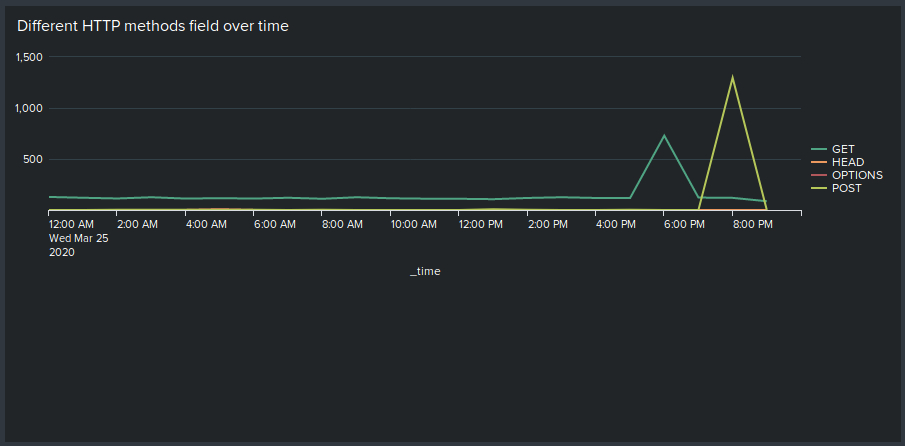 Different HTTP methods field over time
1,500
1,000
500
GET
HEAD
OPTIONS
POST
12:00 AM 2:00 AM 4:00 AM 6:00 AM 8:00 AM 10:00 AM 12:00 PM 2:00 PM 4:00 PM 6:00 PM 8:00 PM
Wed Mar 25
2020
_time